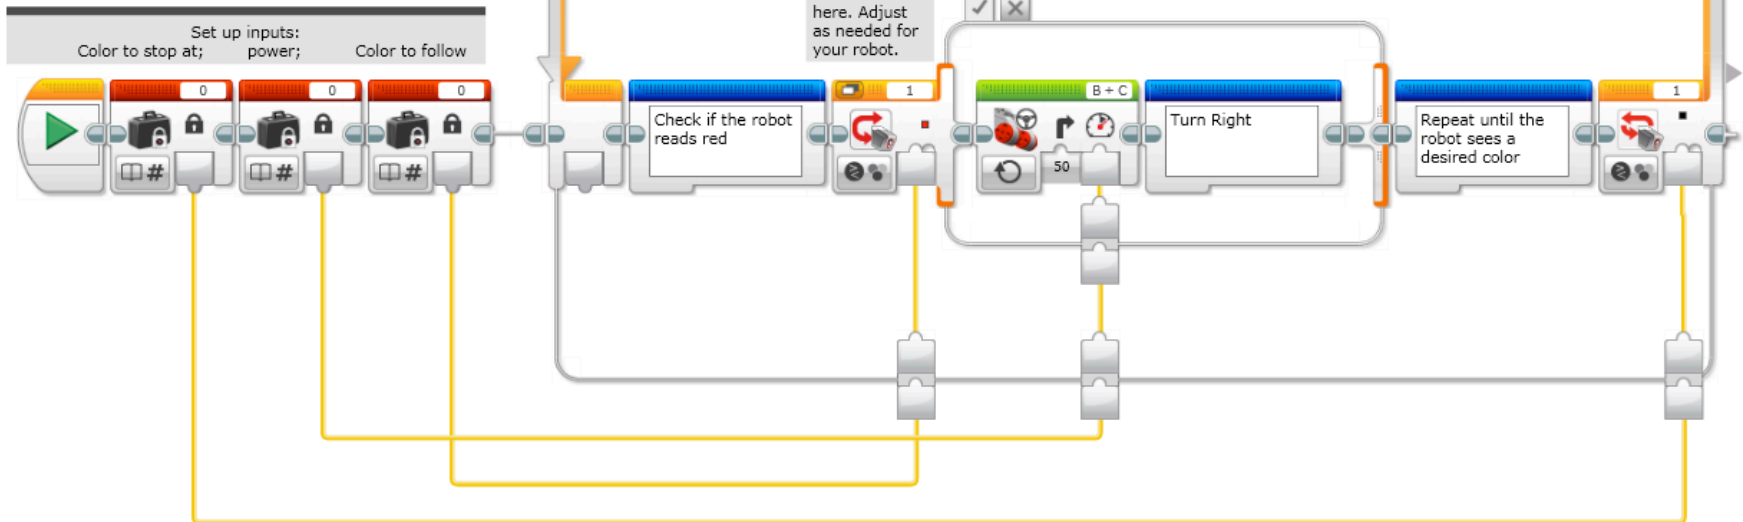 Set up inputs:
Color to stop at; power; Color to follow
here. Adjust
as needed for
your robot.
0
0
0
Check if the robot
reads red
1
B + C
50
Turn Right
Repeat until the
robot sees a
desired color
1
#
#
#